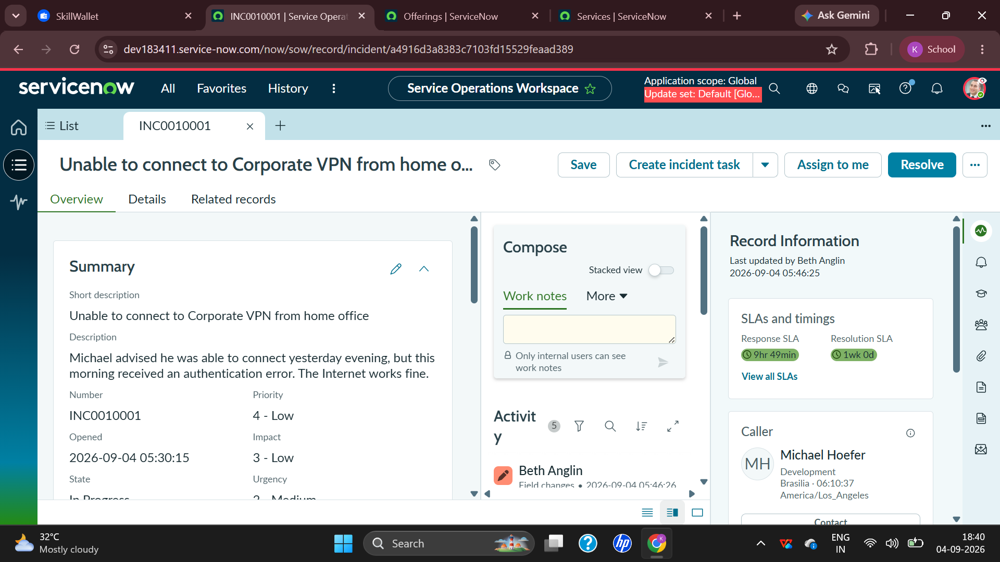 SkillWallet
INC0010001 | Service Operat
Offerings | ServiceNow
Services | ServiceNow
Ask Gemini
dev183411.service-now.com/now/sow/record/incident/a4916d3a8383c7103fd15529feaad389
K
School
servicenow
All
Favorites
History
Service Operations Workspace
Application scope: Global
Update set: Default [Glo...
List
INC0010001
Unable to connect to Corporate VPN from home o...
Save
Create incident task
Assign to me
Resolve
Overview
Details
Related records
Summary
Short description
Unable to connect to Corporate VPN from home office
Description
Michael advised he was able to connect yesterday evening, but this
morning received an authentication error. The Internet works fine.
Number
Priority
INC0010001
4 - Low
Opened
Impact
2026-09-04 05:30:15
3 - Low
State
Urgency
In Progress
2 - Medium
Compose
Stacked view
Work notes
More
Only internal users can see
work notes
Activit
y
5
Beth Anglin
Field changes • 2026-09-04 05:46:26
Record Information
Last updated by Beth Anglin
2026-09-04 05:46:25
SLAs and timings
Response SLA
Resolution SLA
9hr 49min
1wk 0d
View all SLAs
Caller
MH
Michael Hoefer
Development
Brasilia · 06:10:37
America/Los_Angeles
Contact
32°C
Mostly cloudy
Search
hp
K
ENG
IN
18:40
04-09-2026